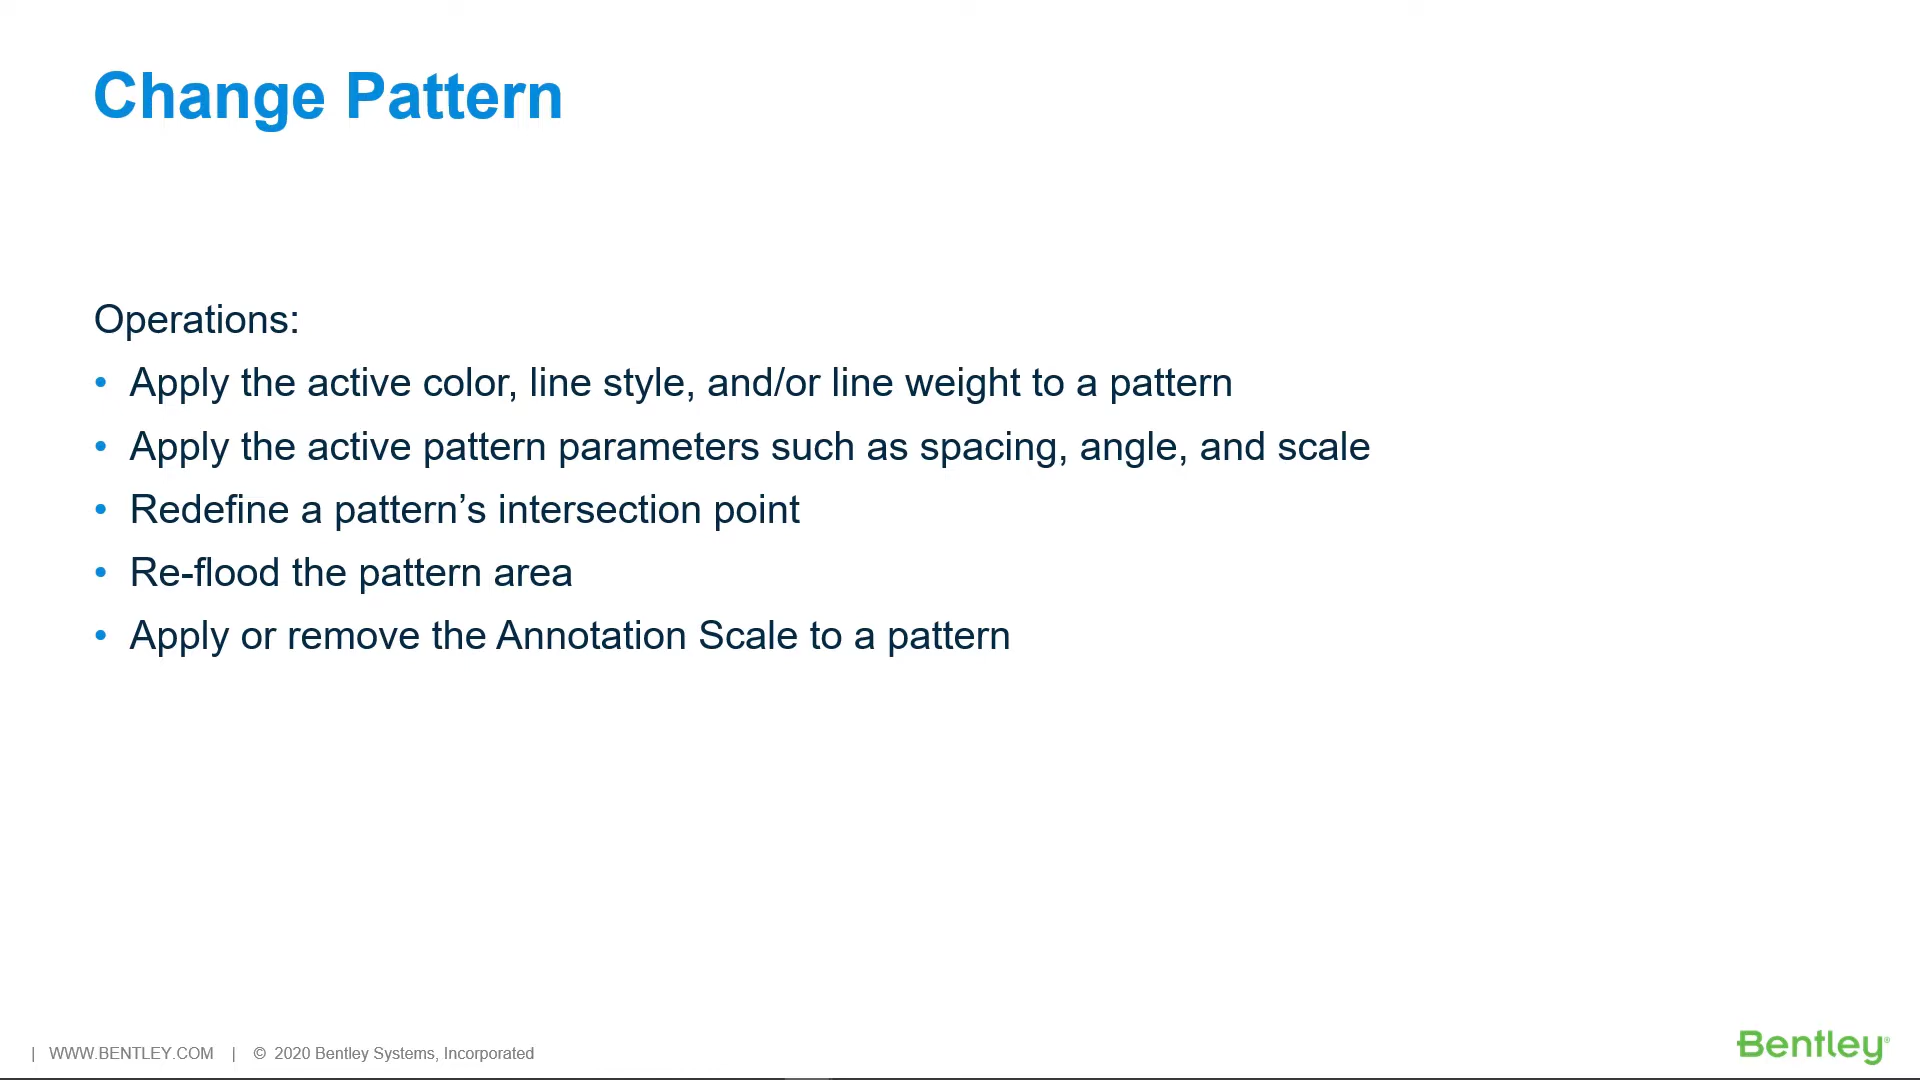 Change Pattern
Operations:
• Apply the active color, line style, and/or line weight to a pattern
• Apply the active pattern parameters such as spacing, angle, and scale
• Redefine a pattern’s intersection point
• Re-flood the pattern area
• Apply or remove the Annotation Scale to a pattern
| WWW.BENTLEY.COM | © 2020 Bentley Systems, Incorporated
Bentley®